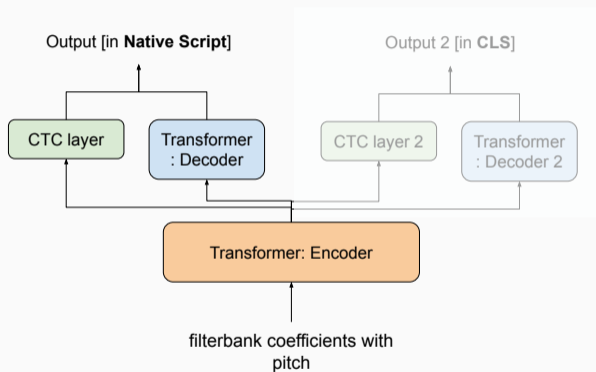 Output [in Native Script]
Output 2 [in CLS]
CTC layer
Transformer
: Decoder
CTC layer 2
Transformer
: Decoder 2
Transformer: Encoder
filterbank coefficients with
pitch